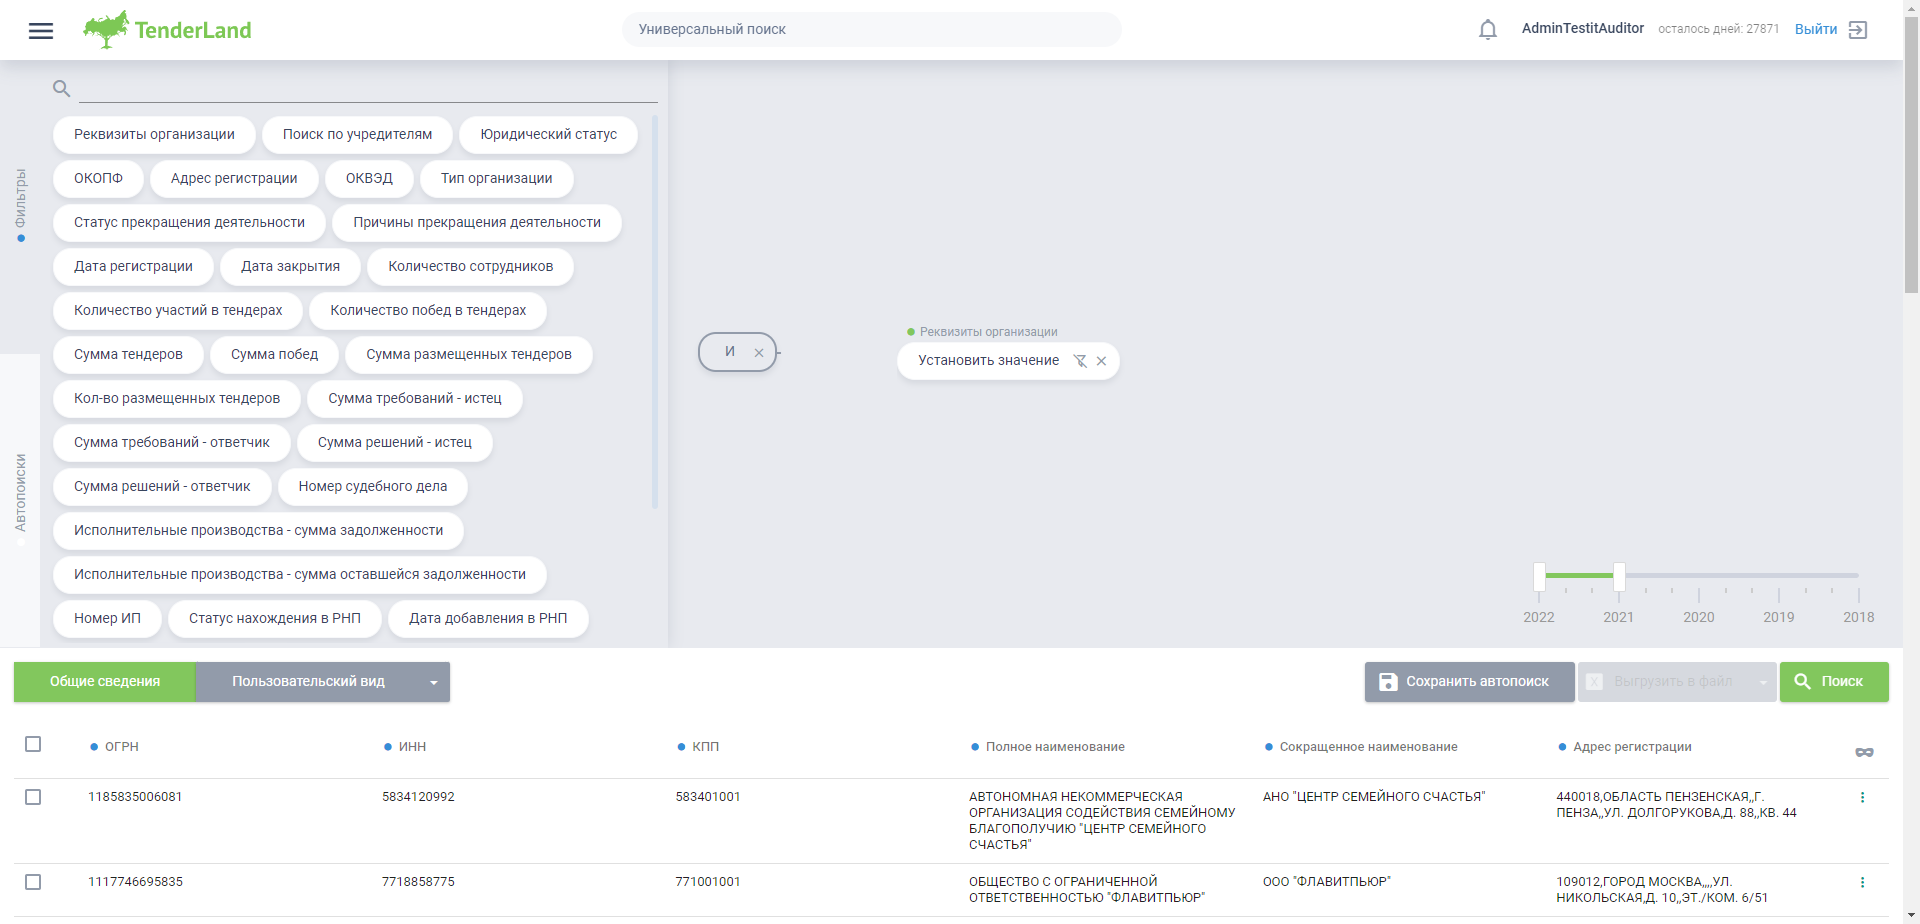 TenderLand
Универсальный поиск
AdminTestitAuditor
осталось дней: 27871
Выйти
Фильтры
Автопоиски
Реквизиты организации
Поиск по учредителям
Юридический статус
ОКОПФ
Адрес регистрации
ОКВЭД
Тип организации
Статус прекращения деятельности
Причины прекращения деятельности
Дата регистрации
Дата закрытия
Количество сотрудников
Количество участий в тендерах
Количество побед в тендерах
Сумма тендеров
Сумма побед
Сумма размещенных тендеров
Кол-во размещенных тендеров
Сумма требований - истец
Сумма требований - ответчик
Сумма решений - истец
Сумма решений - ответчик
Номер судебного дела
Исполнительные производства - сумма задолженности
Исполнительные производства - сумма оставшейся задолженности
Номер ИП
Статус нахождения в РНП
Дата добавления в РНП
И
Реквизиты организации
Установить значение
2022
2021
2020
2019
2018
Общие сведения
Пользовательский вид
Сохранить автопоиск
Выгрузить в файл
Поиск
ОГРН
ИНН
КПП
Полное наименование
Сокращенное наименование
Адрес регистрации
1185835006081
5834120992
583401001
АВТОНОМНАЯ НЕКОММЕРЧЕСКАЯ
ОРГАНИЗАЦИЯ СОДЕЙСТВИЯ СЕМЕЙНОМУ
БЛАГОПОЛУЧИЮ "ЦЕНТР СЕМЕЙНОГО
СЧАСТЬЯ"
АНО "ЦЕНТР СЕМЕЙНОГО СЧАСТЬЯ"
440018,ОБЛАСТЬ ПЕНЗЕНСКАЯ,,Г.
ПЕНЗА,,УЛ. ДОЛГОРУКОВА,Д. 88,,КВ. 44
1117746695835
7718858775
771001001
ОБЩЕСТВО С ОГРАНИЧЕННОЙ
ОТВЕТСТВЕННОСТЬЮ "ФЛАВИТПЬЮР"
ООО "ФЛАВИТПЬЮР"
109012,ГОРОД МОСКВА,,,,УЛ.
НИКОЛЬСКАЯ,Д. 10,,ЭТ./КОМ. 6/51